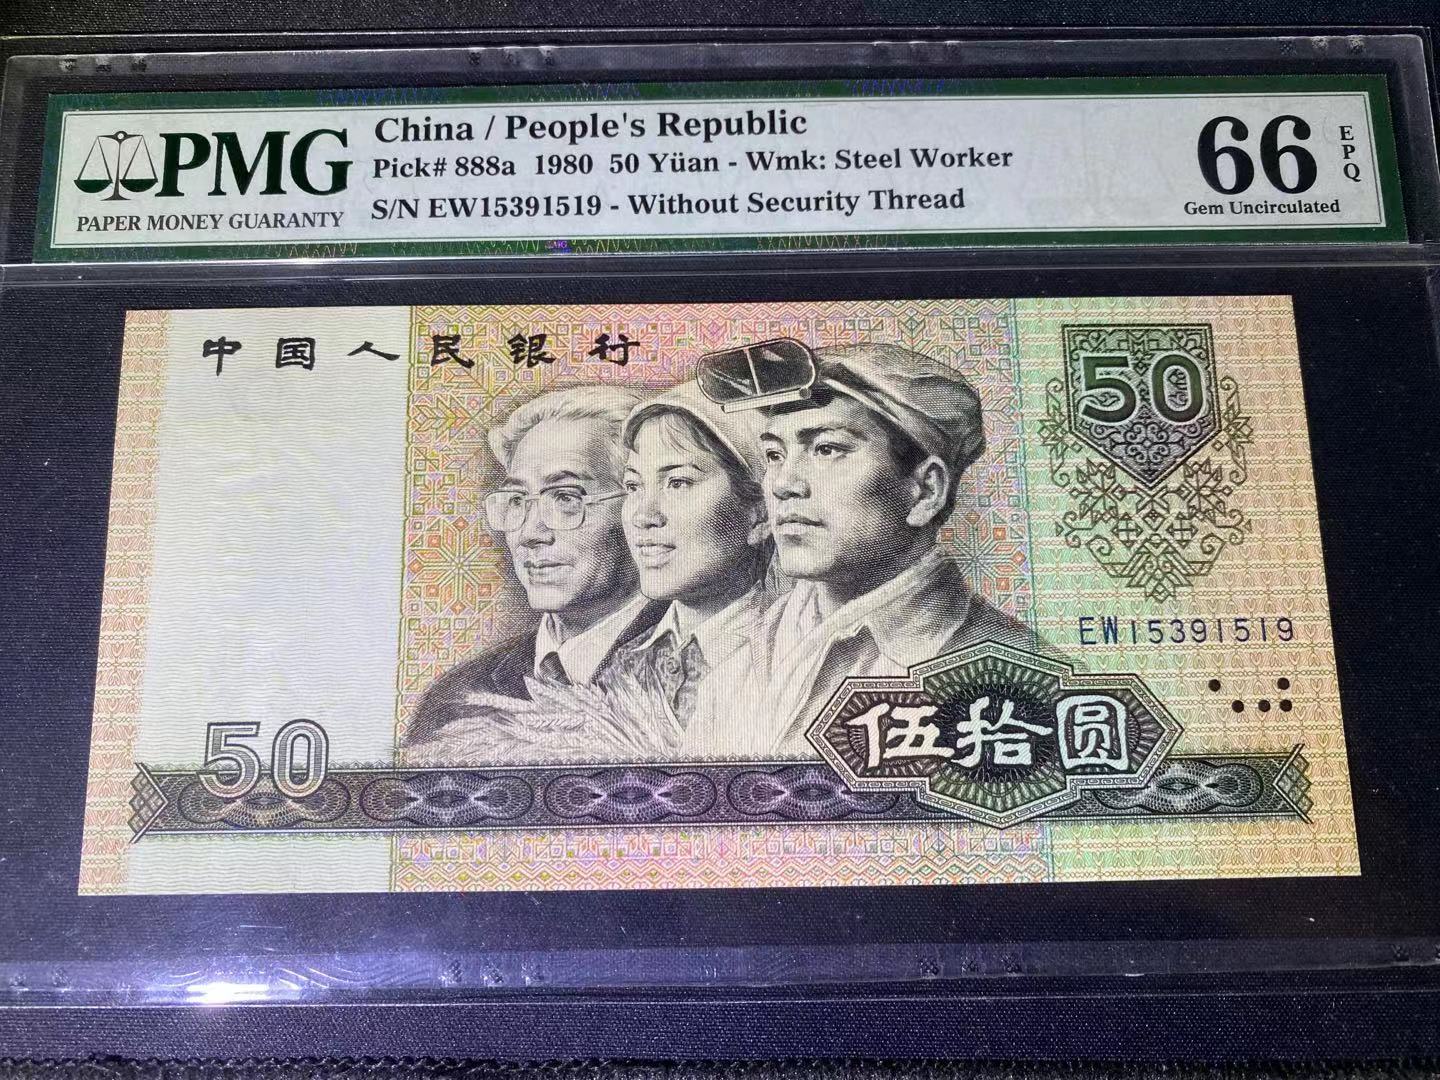 PMG
PAPER MONEY GUARANTY
China / People's Republic
Pick# 888a 1980 50 Yüan - Wmk: Steel Worker
S/N EW15391519 - Without Security Thread
66
EPQ
Gem Uncirculated
中国人民银行
50
EW15391519
伍拾圆
50